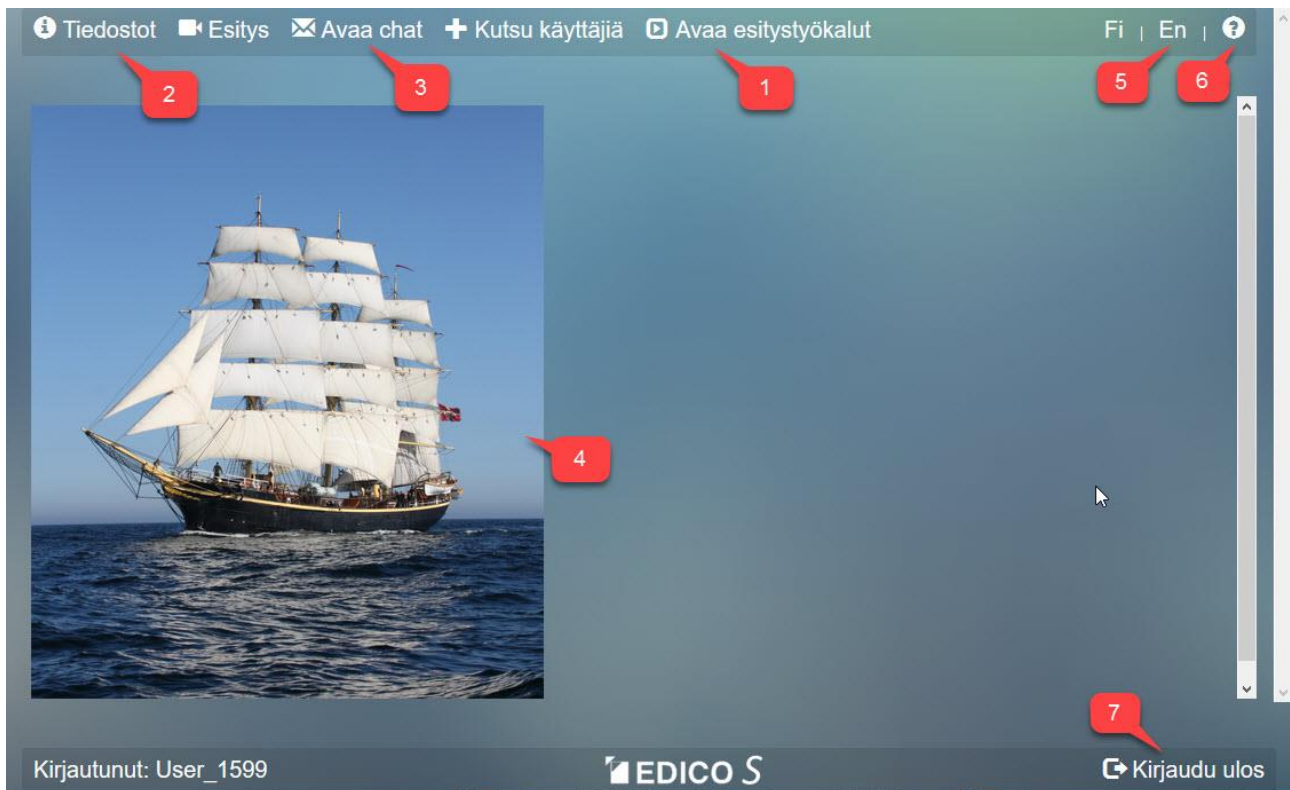 Tiedostot Esitys Avaa chat Kutsu käyttäjiä Avaa esitystyökalut Fi | En | ?
2 3 1 5 6
4
7
Kirjautunut: User_1599 EDICO S Kirjaudu ulos